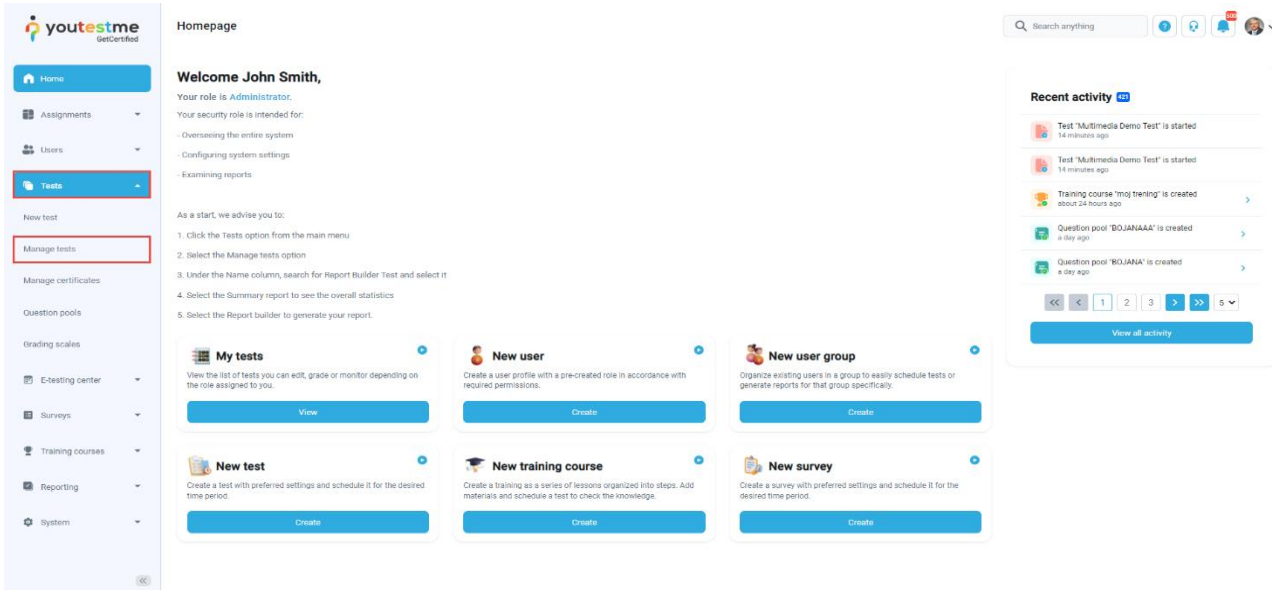 youtestme
GetCertified
Homepage
Search anything
Home
Assignments
Users
Tests
New test
Manage tests
Manage certificates
Question pools
Grading scales
E-testing center
Surveys
Training courses
Reporting
System
Welcome John Smith,
Your role is Administrator.
Your security role is intended for:
- Overseeing the entire system
- Configuring system settings
- Examining reports
As a start, we advise you to:
1. Click the Tests option from the main menu
2. Select the Manage tests option
3. Under the Name column, search for Report Builder Test and select it
4. Select the Summary report to see the overall statistics
5. Select the Report builder to generate your report.
My tests
View the list of tests you can edit, grade or monitor depending on
the role assigned to you.
View
New user
Create a user profile with a pre-created role in accordance with
required permissions.
Create
New user group
Organize existing users in a group to easily schedule tests or
generate reports for that group specifically.
Create
New test
Create a test with preferred settings and schedule it for the desired
time period.
Create
New training course
Create a training as a series of lessons organized into steps. Add
materials and schedule a test to check the knowledge.
Create
New survey
Create a survey with preferred settings and schedule it for the
desired time period.
Create
Recent activity 421
Test "Multimedia Demo Test" is started
14 minutes ago
Test "Multimedia Demo Test" is started
14 minutes ago
Training course "moj trening" is created
about 24 hours ago
Question pool "BOJANAAA" is created
a day ago
Question pool "BOJANA" is created
a day ago
<< < 1 2 3 > >> 5
View all activity